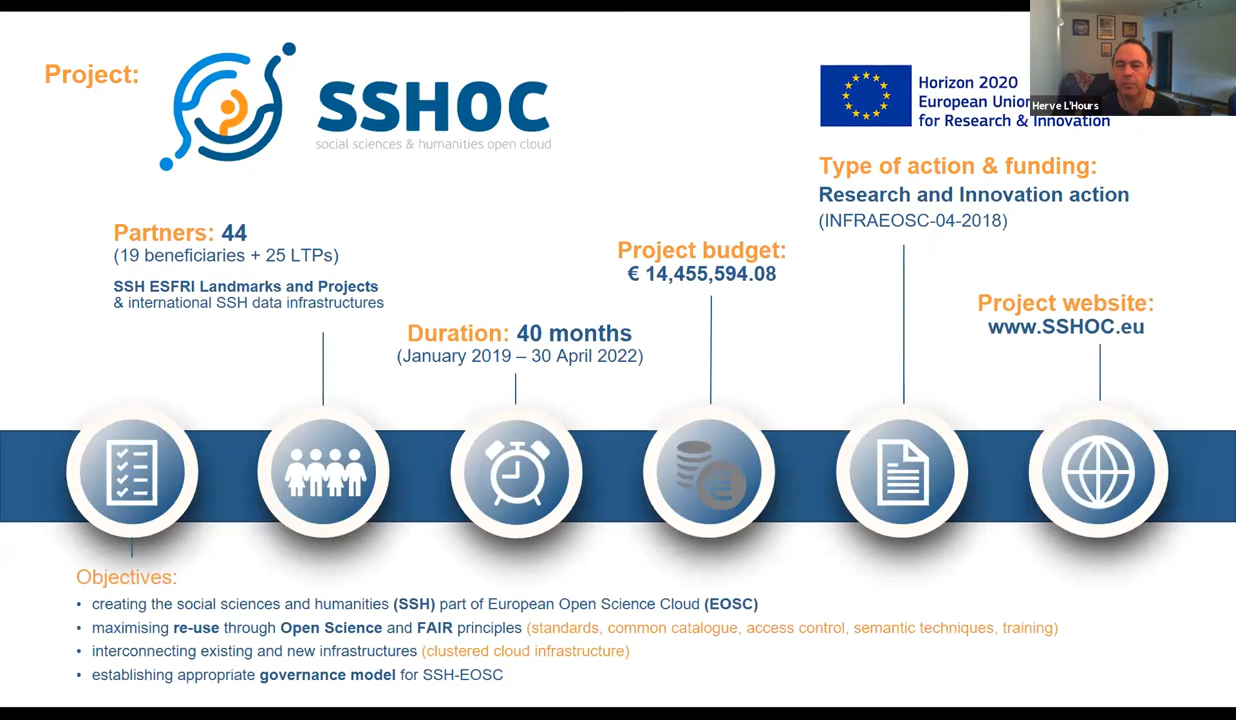 Project:
SSHOC
social sciences & humanities open cloud
Horizon 2020
European Union
for Research & Innovation
Herve L'Hours
Type of action & funding:
Research and Innovation action
(INFRAEOSC-04-2018)
Partners: 44
(19 beneficiaries + 25 LTPs)
SSH ESFRI Landmarks and Projects
& international SSH data infrastructures
Project budget:
€ 14,455,594.08
Duration: 40 months
(January 2019 – 30 April 2022)
Project website:
www.SSHOC.eu
Objectives:
• creating the social sciences and humanities (SSH) part of European Open Science Cloud (EOSC)
• maximising re-use through Open Science and FAIR principles (standards, common catalogue, access control, semantic techniques, training)
• interconnecting existing and new infrastructures (clustered cloud infrastructure)
• establishing appropriate governance model for SSH-EOSC